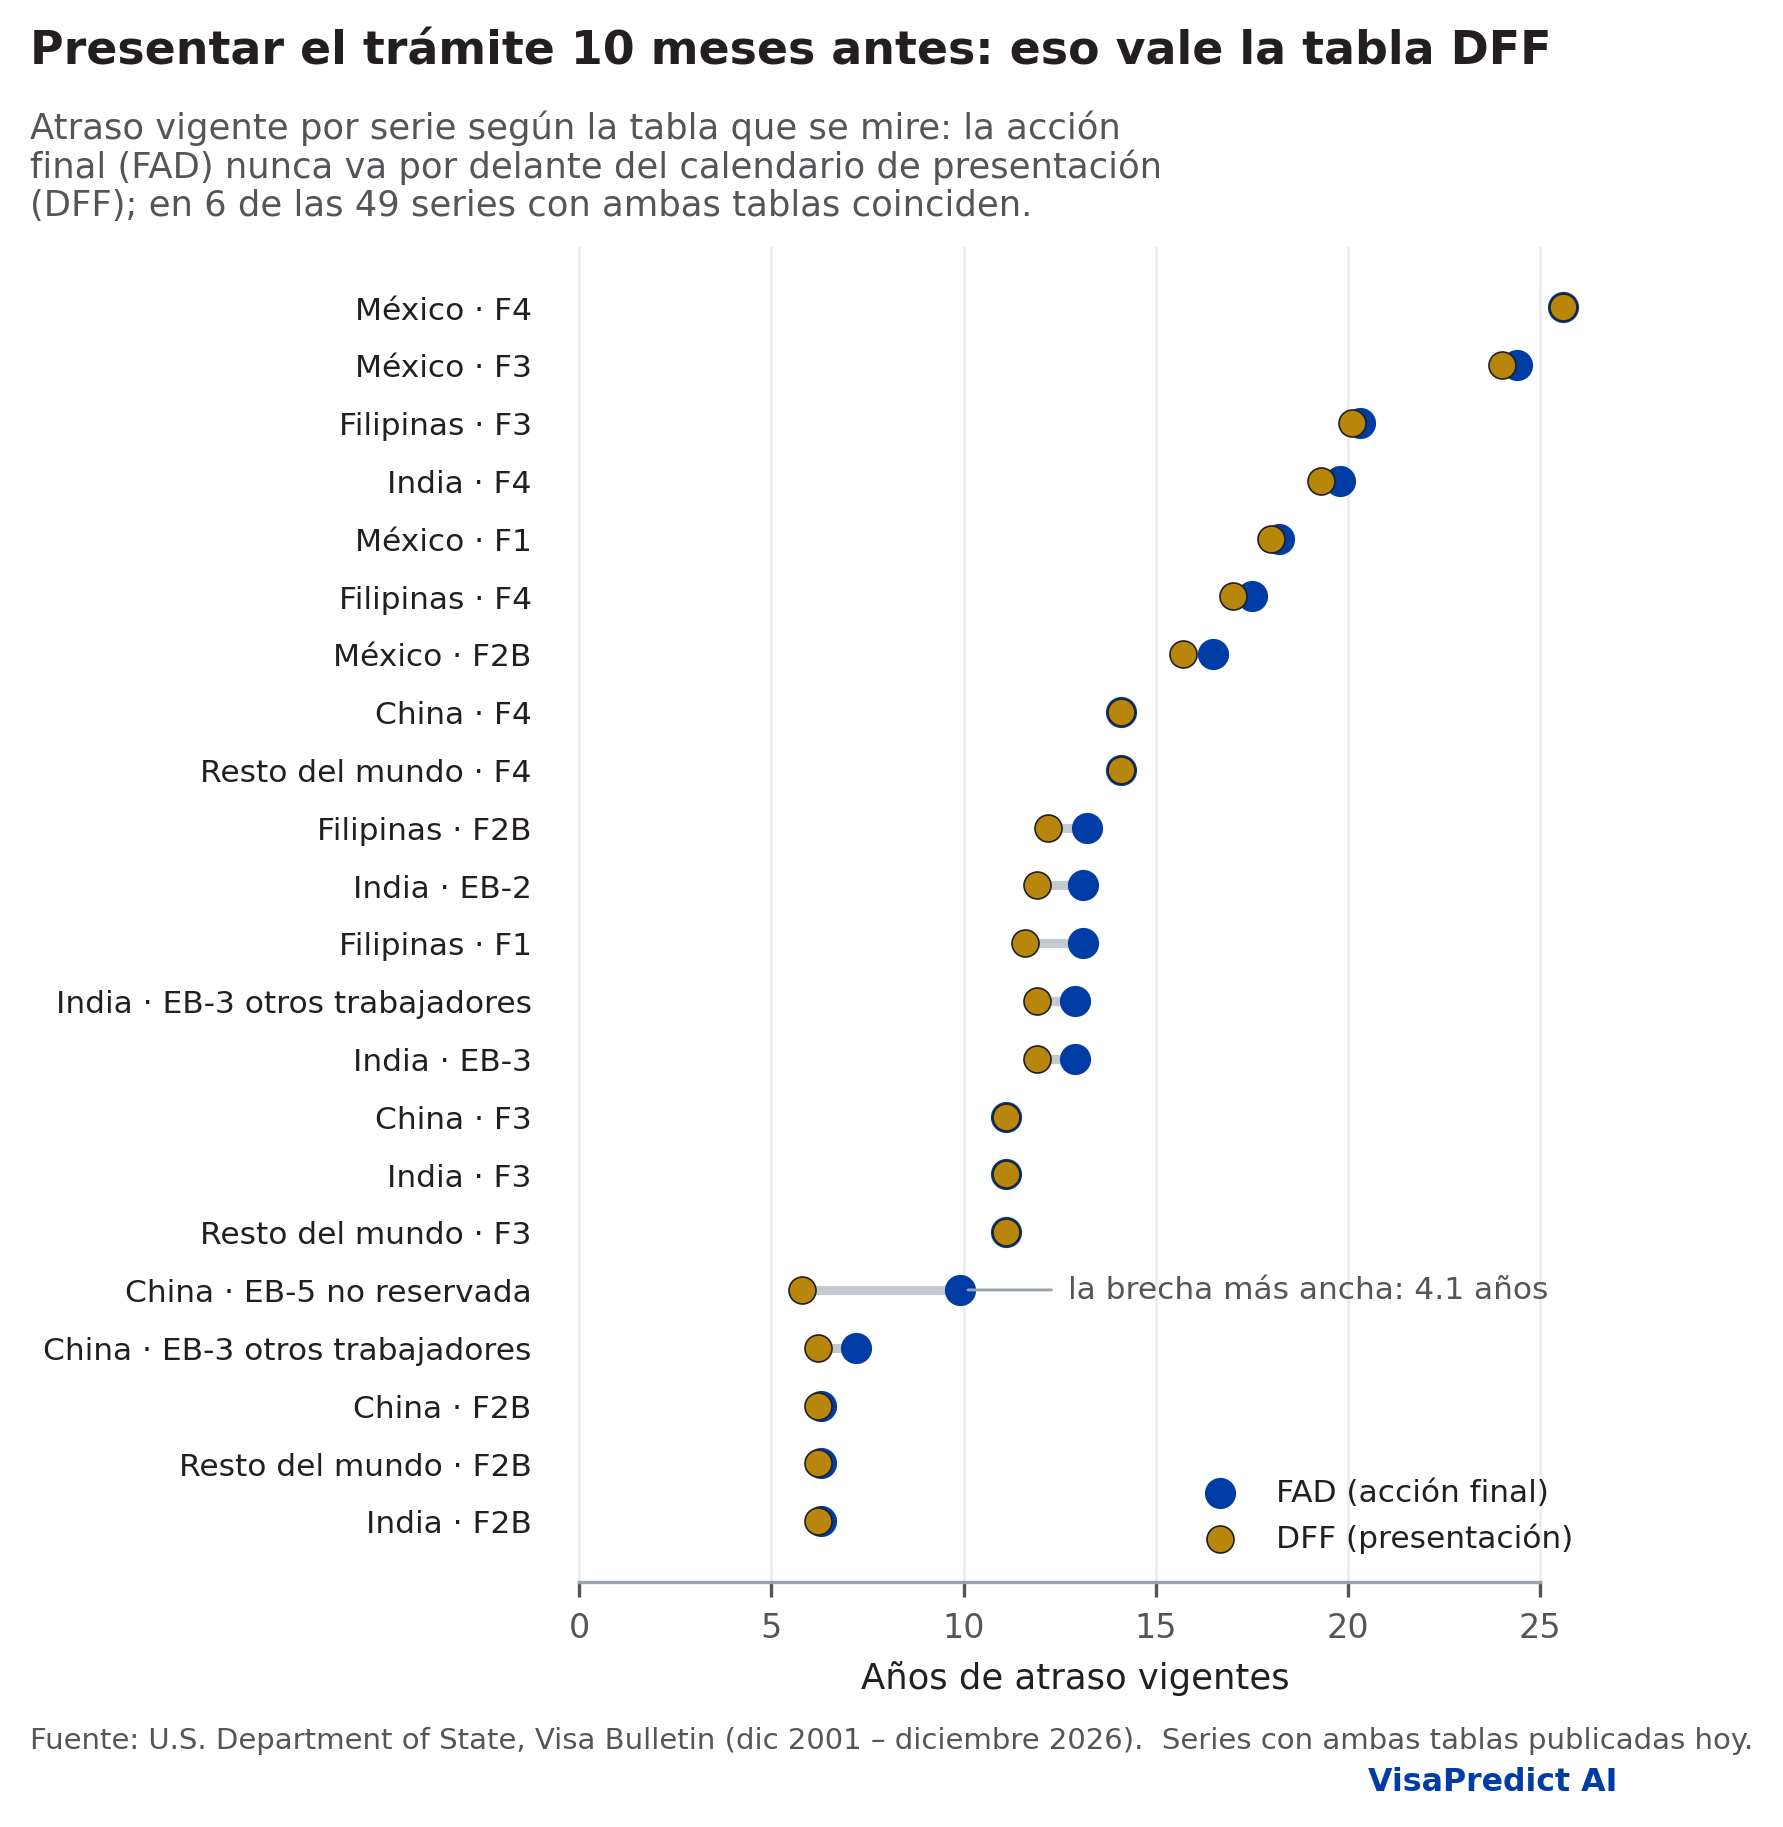 Presentar el trámite 10 meses antes: eso vale la tabla DFF
Atraso vigente por serie según la tabla que se mire: la acción
final (FAD) nunca va por delante del calendario de presentación
(DFF); en 6 de las 49 series con ambas tablas coinciden.
México · F4
México · F3
Filipinas · F3
India · F4
México · F1
Filipinas · F4
México · F2B
China · F4
Resto del mundo · F4
Filipinas · F2B
India · EB-2
Filipinas · F1
India · EB-3 otros trabajadores
India · EB-3
China · F3
India · F3
Resto del mundo · F3
China · EB-5 no reservada
la brecha más ancha: 4.1 años
China · EB-3 otros trabajadores
China · F2B
Resto del mundo · F2B
India · F2B
FAD (acción final)
DFF (presentación)
0 5 10 15 20 25
Años de atraso vigentes
Fuente: U.S. Department of State, Visa Bulletin (dic 2001 – diciembre 2026). Series con ambas tablas publicadas hoy.
VisaPredict AI